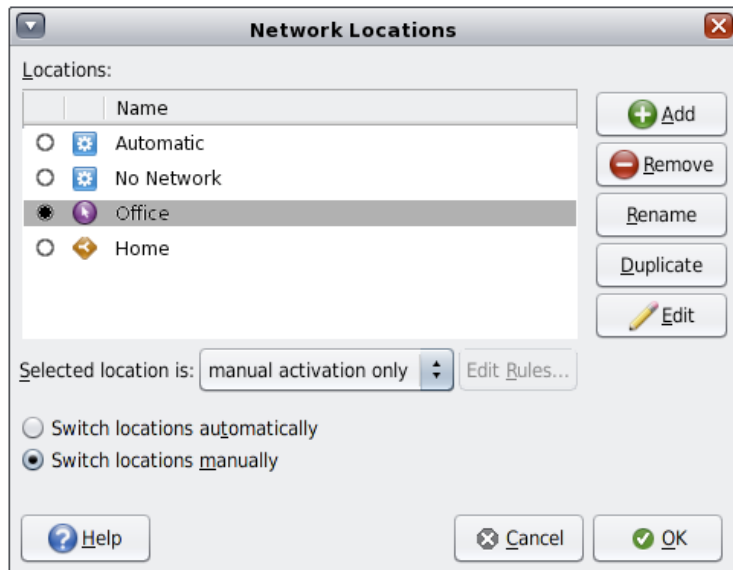 Network Locations
Locations:
Name
Automatic
No Network
Office
Home
Add
Remove
Rename
Duplicate
Edit
Selected location is: manual activation only Edit Rules...
Switch locations automatically
Switch locations manually
Help Cancel OK